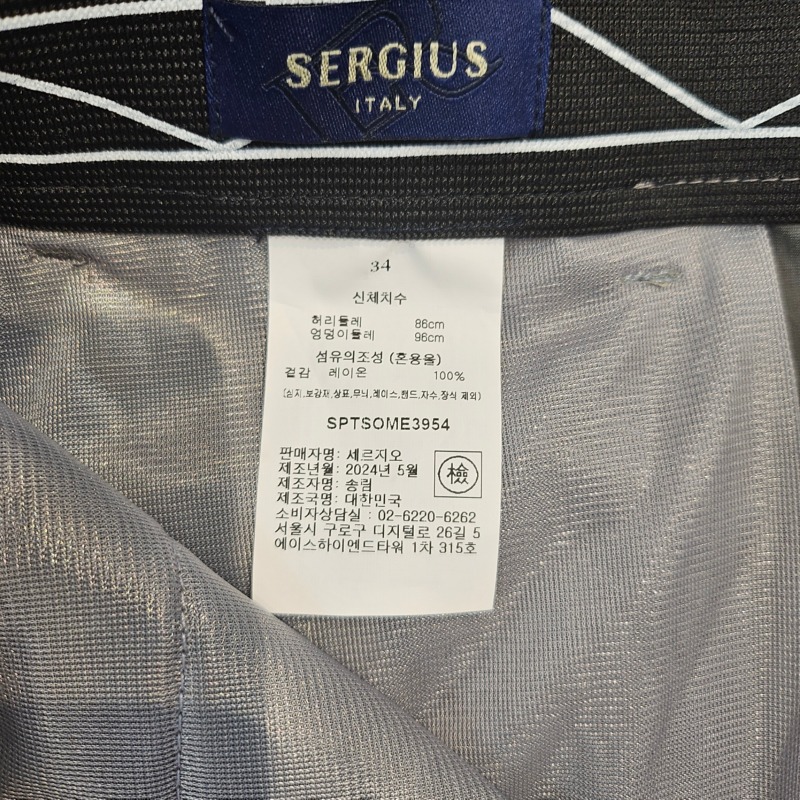 SERGIUS
ITALY
34
신체치수
허리둘레 86cm
엉덩이둘레 96cm
섬유의조성 (혼용율)
겉감 레이온 100%
(심지,보강재,상표,무늬,레이스,밴드,자수,장식 제외)
SPTSOME3954
판매자명: 세르지오
제조년월: 2024년 5월
제조자명: 송림
檢
제조국명: 대한민국
소비자상담실 : 02-6220-6262
서울시 구로구 디지털로 26길 5
에이스하이엔드타워 1차 315호